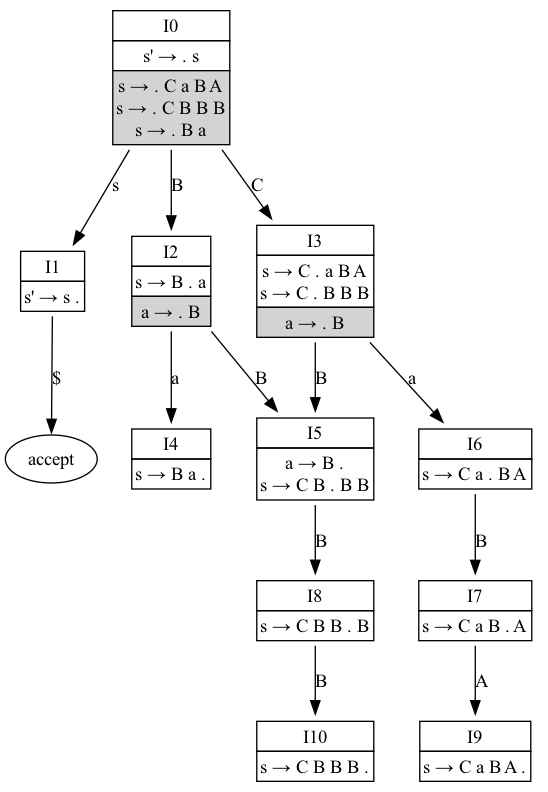 I0
s' → . s
s → . C a B A
s → . C B B B
s → . B a
s
B
C
I1
s' → s .
I2
s → B . a
a → . B
I3
s → C . a B A
s → C . B B B
a → . B
$
a
B
B
a
accept
I4
s → B a .
I5
a → B .
s → C B . B B
I6
s → C a . B A
B
B
I8
s → C B B . B
I7
s → C a B . A
B
A
I10
s → C B B B .
I9
s → C a B A .